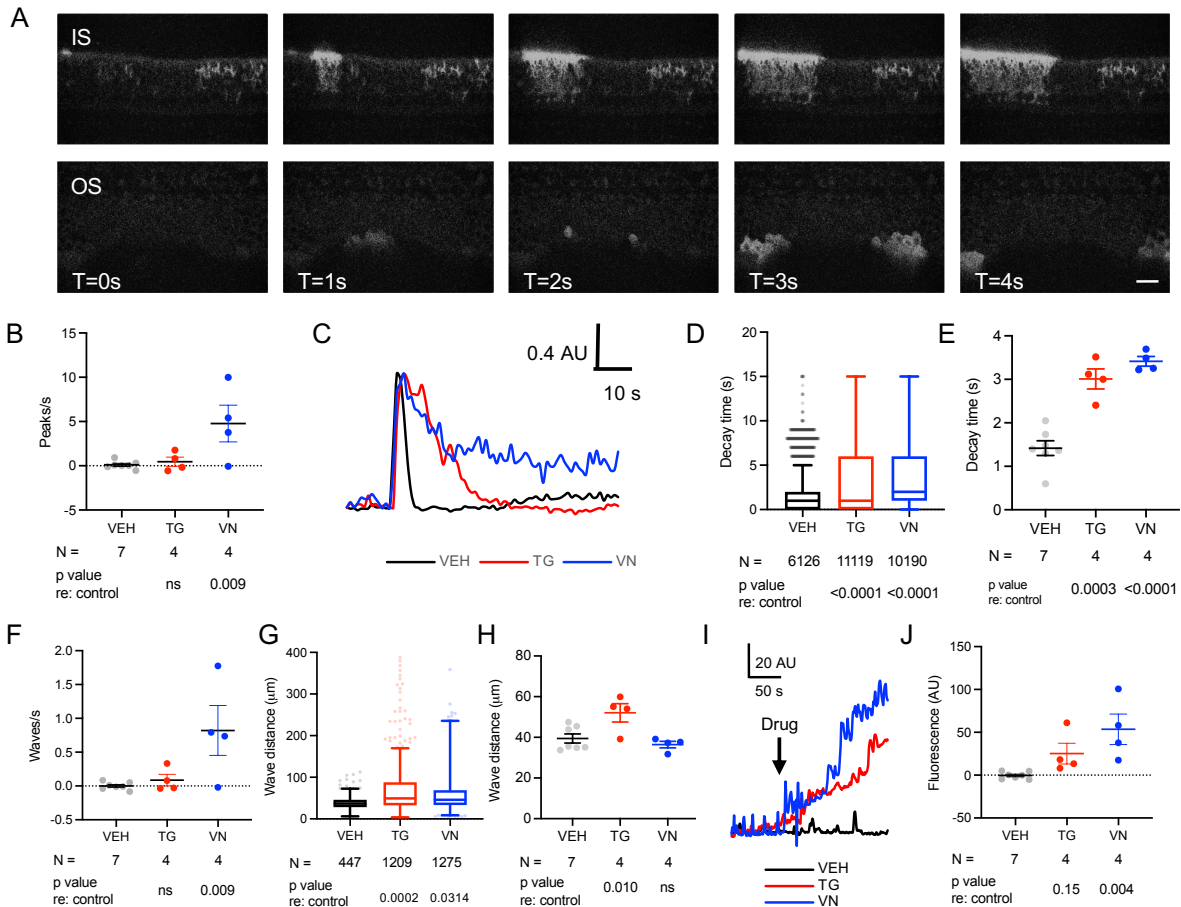 A
IS
OS
T=0s
T=1s
T=2s
T=3s
T=4s
B
Peaks/s
15
10
5
0
-5
VEH TG VN
N = 7 4 4
p value
re: control
ns 0.009
C
0.4 AU
10 s
VEH TG VN
D
Decay time (s)
20
15
10
5
0
VEH TG VN
N = 6126 11119 10190
p value
re: control
<0.0001 <0.0001
E
Decay time (s)
4
3
2
1
0
VEH TG VN
N = 7 4 4
p value
re: control
0.0003 <0.0001
F
Waves/s
2.0
1.5
1.0
0.5
0.0
-0.5
VEH TG VN
N = 7 4 4
p value
re: control
ns 0.009
G
Wave distance (μm)
400
300
200
100
0
VEH TG VN
N = 447 1209 1275
p value
re: control
0.0002 0.0314
H
Wave distance (μm)
80
60
40
20
0
VEH TG VN
N = 7 4 4
p value
re: control
0.010 ns
I
20 AU
50 s
Drug
VEH
TG
VN
J
Fluorescence (AU)
150
100
50
0
-50
VEH TG VN
N = 7 4 4
p value
re: control
0.15 0.004